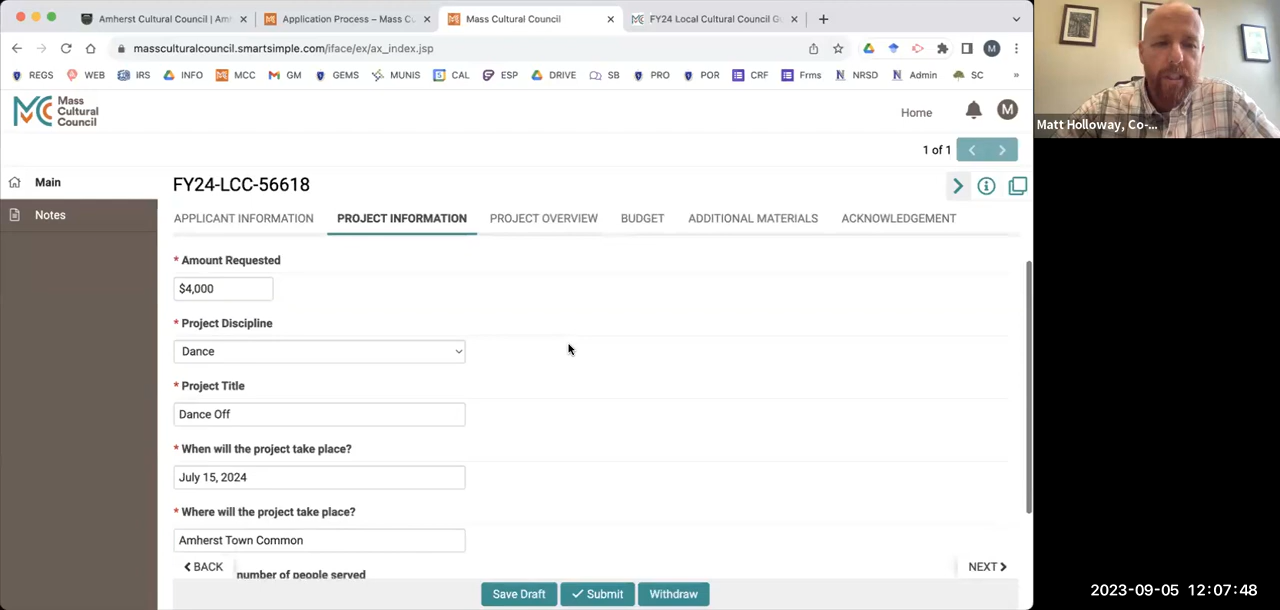 Amherst Cultural Council | Am
Application Process – Mass C
Mass Cultural Council
FY24 Local Cultural Council G
massculturalcouncil.smartsimple.com/iface/ex/ax_index.jsp
M
REGS
WEB
IRS
INFO
MCC
GM
GEMS
MUNIS
CAL
ESP
DRIVE
SB
PRO
POR
CRF
Frms
NRSD
Admin
SC
»
Mass
Cultural
Council
Home
M
1 of 1
Main
Notes
FY24-LCC-56618
APPLICANT INFORMATION
PROJECT INFORMATION
PROJECT OVERVIEW
BUDGET
ADDITIONAL MATERIALS
ACKNOWLEDGEMENT
* Amount Requested
$4,000
* Project Discipline
Dance
* Project Title
Dance Off
* When will the project take place?
July 15, 2024
* Where will the project take place?
Amherst Town Common
BACK
NEXT
number of people served
Save Draft
Submit
Withdraw
Matt Holloway, Co-...
2023-09-05 12:07:48